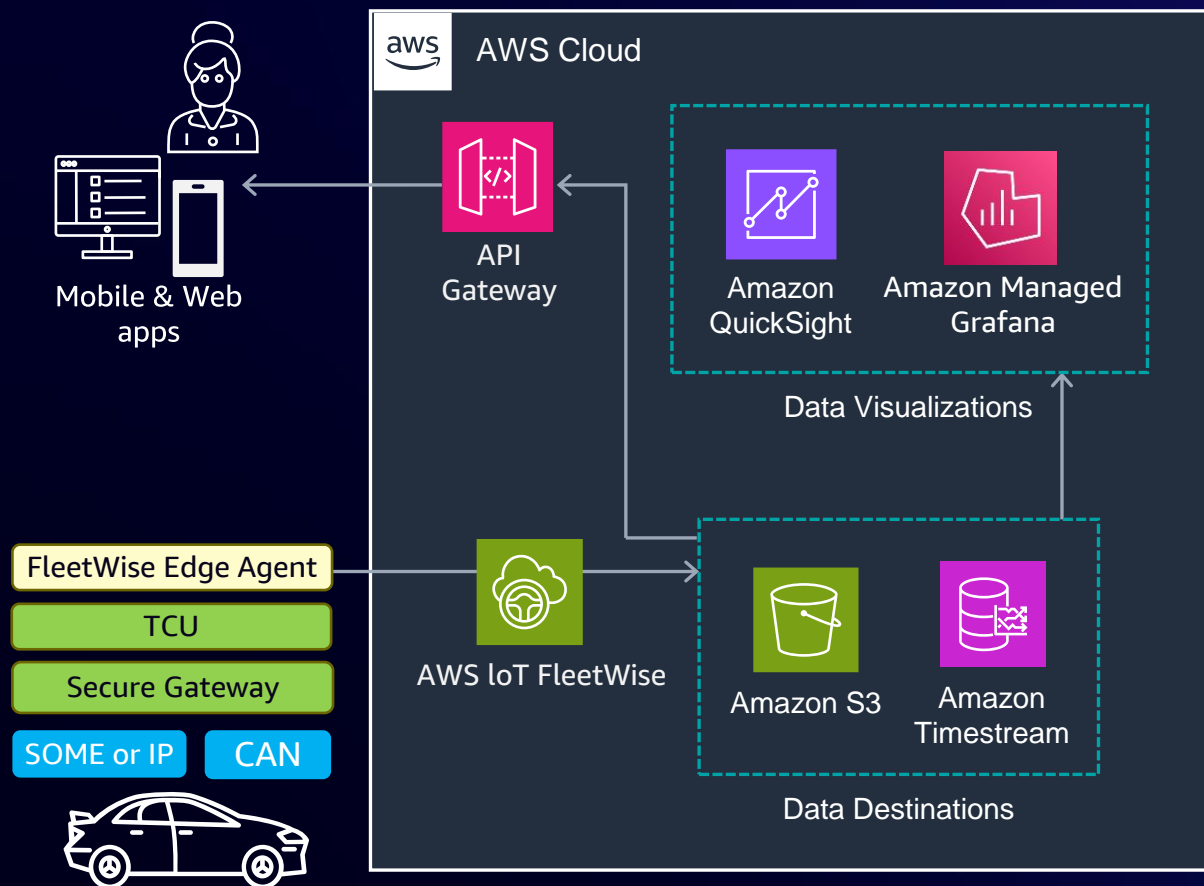 aws
AWS Cloud
</>
API
Gateway
Amazon
QuickSight
Amazon Managed
Grafana
Mobile & Web
apps
Data Visualizations
FleetWise Edge Agent
TCU
Secure Gateway
SOME or IP
CAN
AWS loT FleetWise
Amazon S3
Amazon
Timestream
Data Destinations